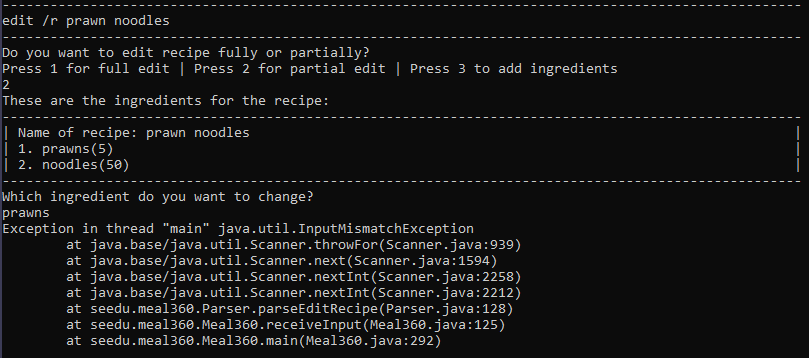 edit /r prawn noodles
Do you want to edit recipe fully or partially?
Press 1 for full edit | Press 2 for partial edit | Press 3 to add ingredients
2
These are the ingredients for the recipe:
| Name of recipe: prawn noodles |
| 1. prawns(5) |
| 2. noodles(50) |
Which ingredient do you want to change?
prawns
Exception in thread "main" java.util.InputMismatchException
at java.base/java.util.Scanner.throwFor(Scanner.java:939)
at java.base/java.util.Scanner.next(Scanner.java:1594)
at java.base/java.util.Scanner.nextInt(Scanner.java:2258)
at java.base/java.util.Scanner.nextInt(Scanner.java:2212)
at seedu.meal360.Parser.parseEditRecipe(Parser.java:128)
at seedu.meal360.Meal360.receiveInput(Meal360.java:125)
at seedu.meal360.Meal360.main(Meal360.java:292)